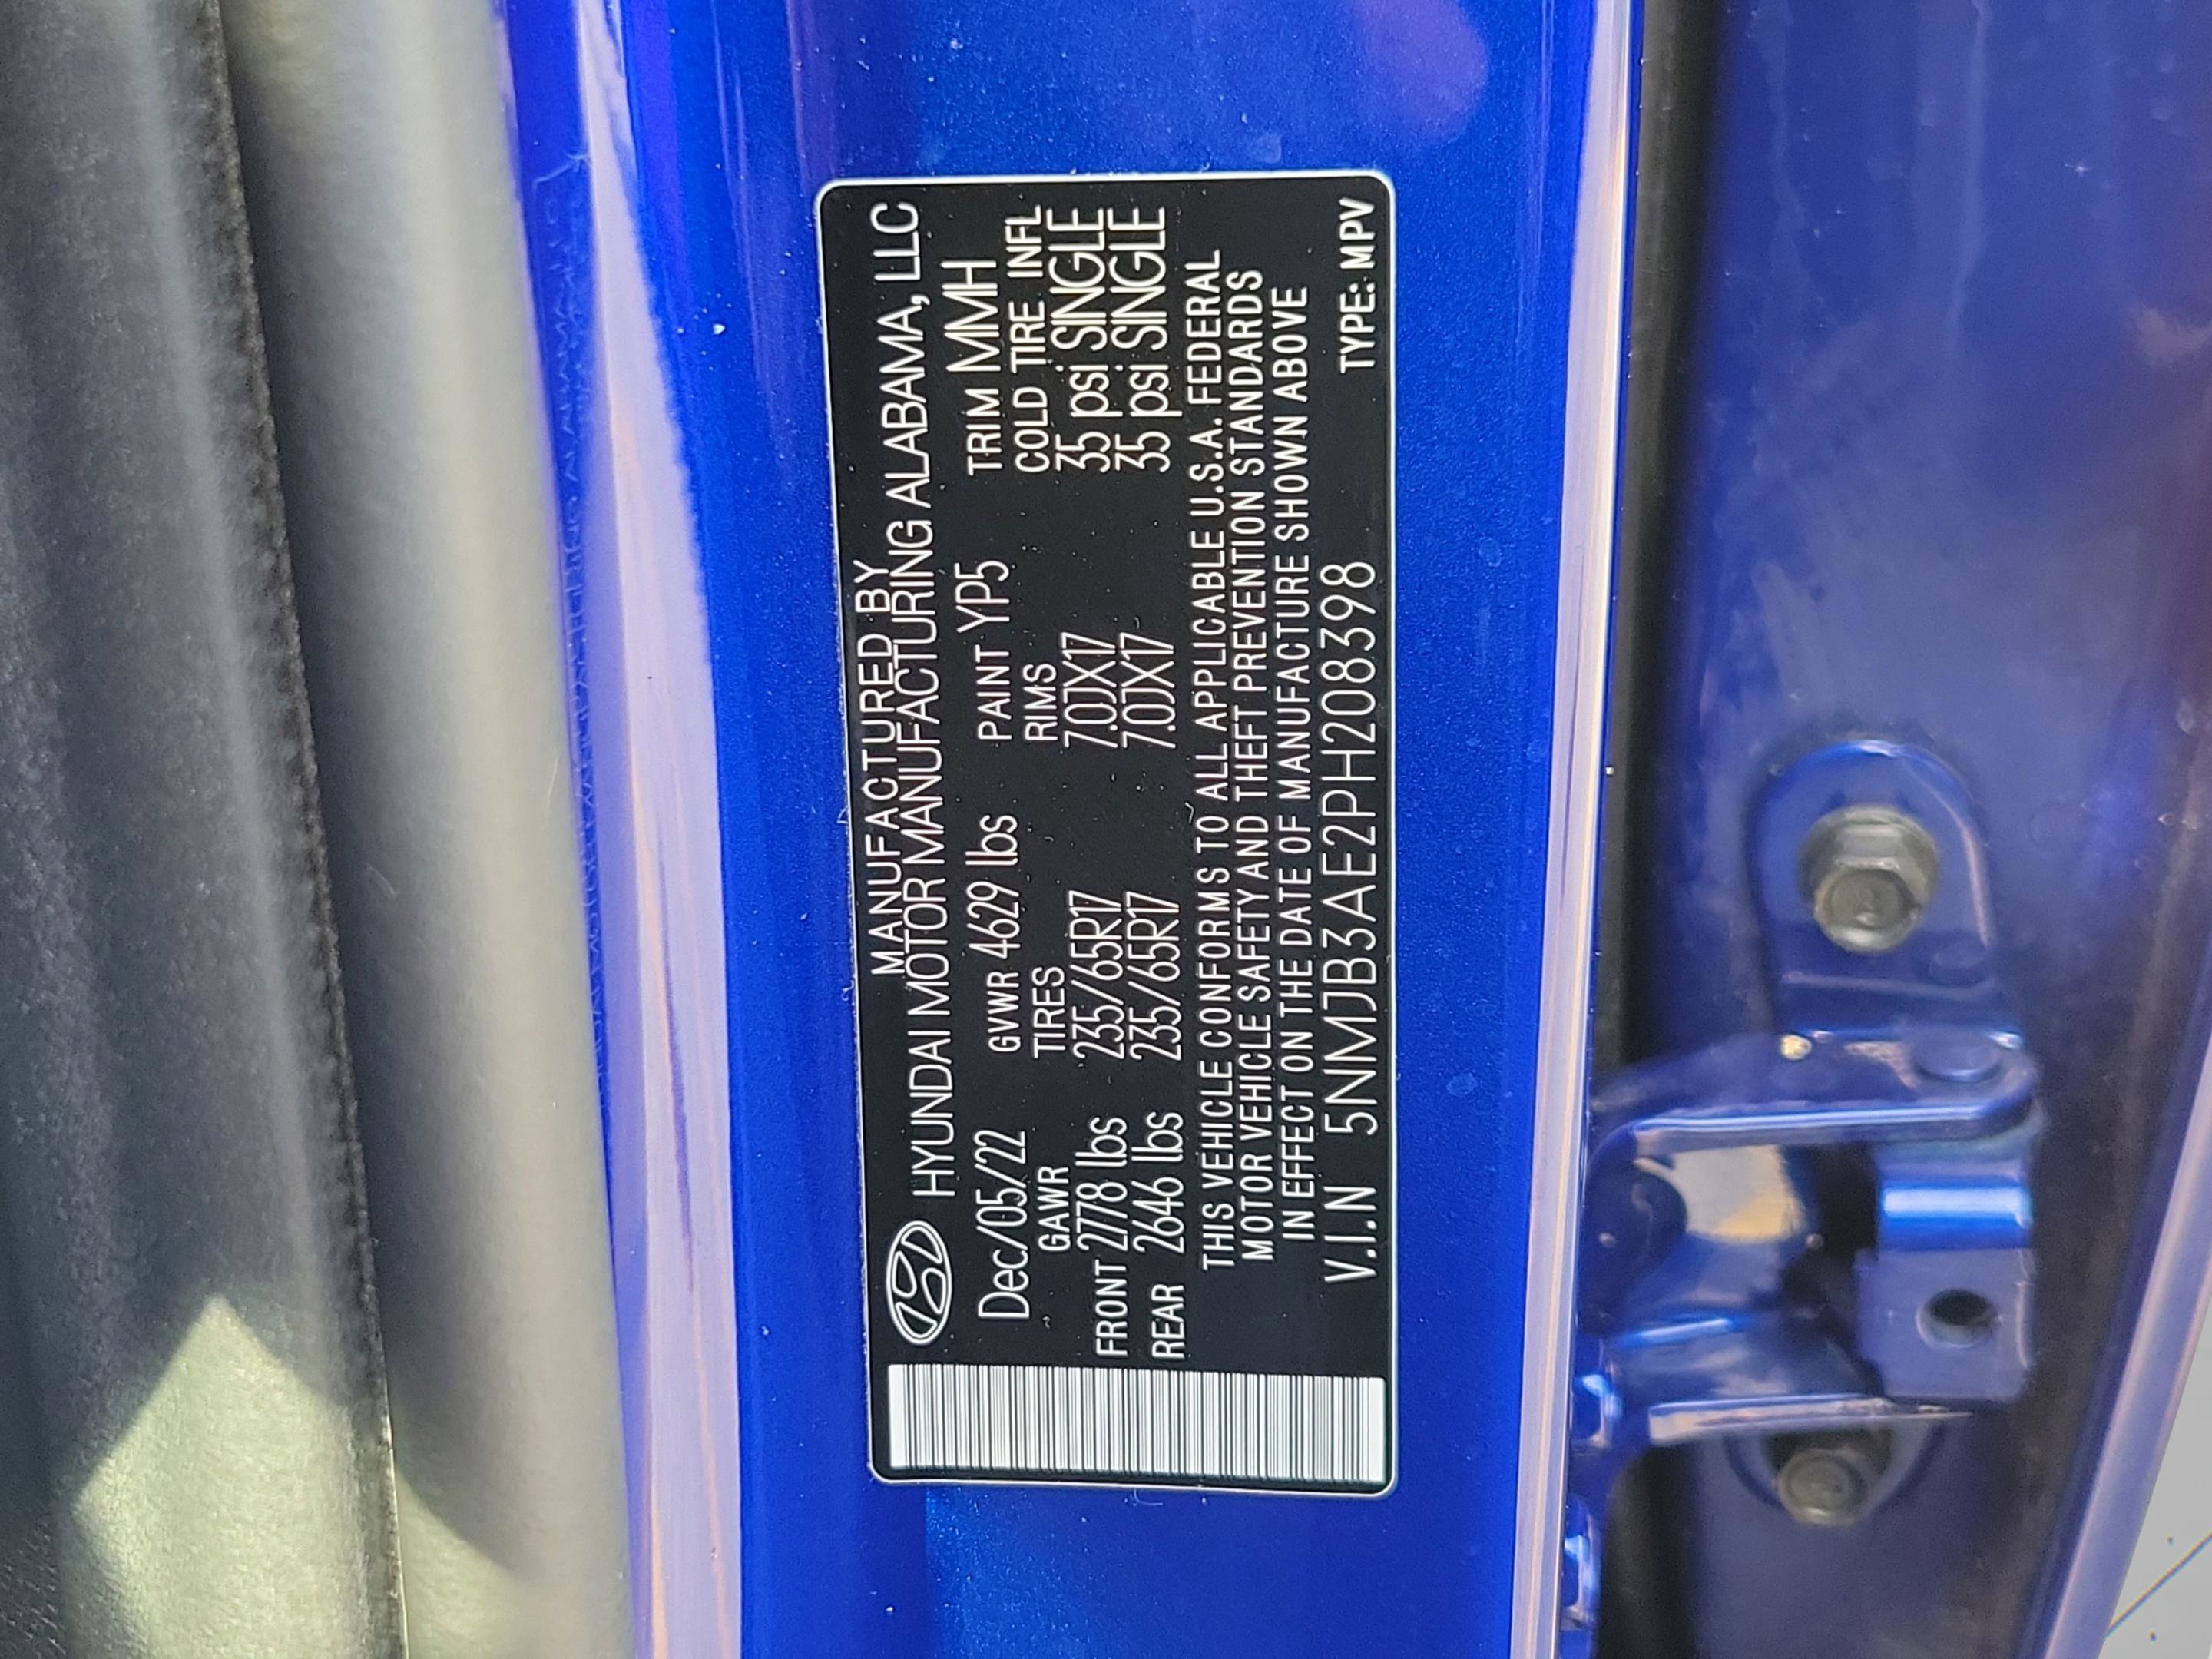 MANUFACTURED BY
HYUNDAI MOTOR MANUFACTURING ALABAMA, LLC
Dec/05/22 GVWR 4629 lbs PAINT YP5 TRIM MMH
GAWR TIRES RIMS COLD TIRE INFL
FRONT 2778 lbs 235/65R17 7.0JX17 35 psi SINGLE
REAR 2646 lbs 235/65R17 7.0JX17 35 psi SINGLE
THIS VEHICLE CONFORMS TO ALL APPLICABLE U.S.A. FEDERAL
MOTOR VEHICLE SAFETY AND THEFT PREVENTION STANDARDS
IN EFFECT ON THE DATE OF MANUFACTURE SHOWN ABOVE
V.I.N 5NMJB3AE2PH208398 TYPE: MPV